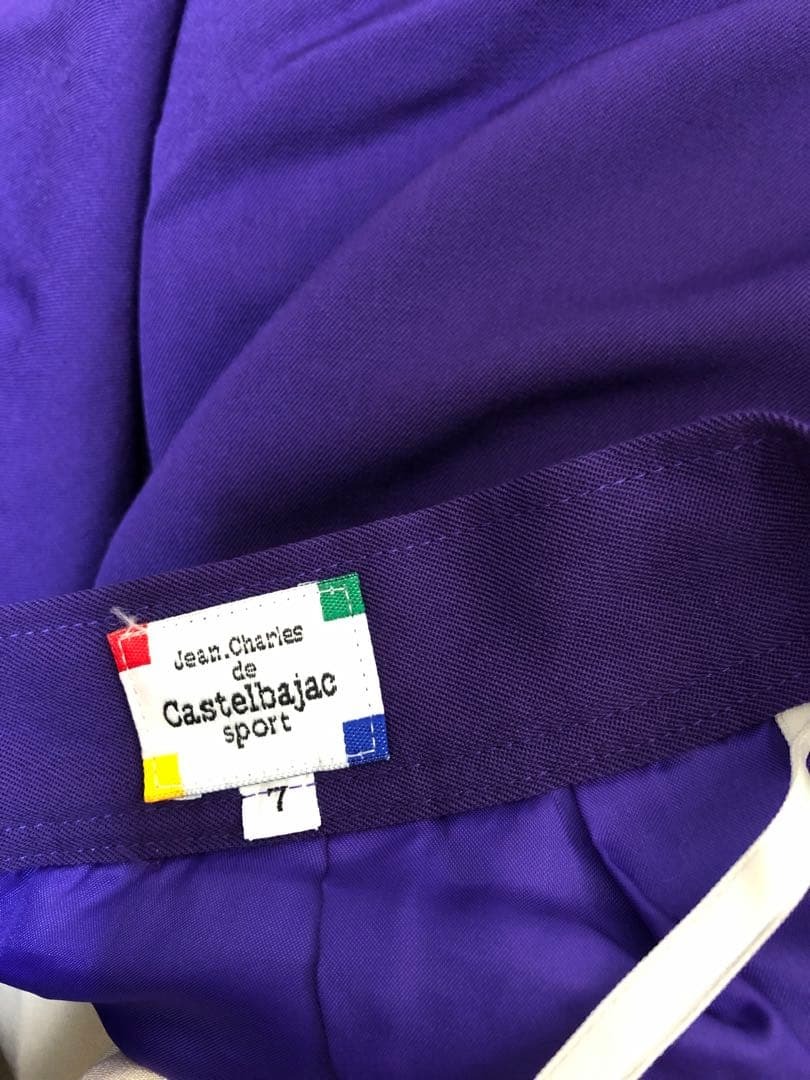 Jean.Charles
de
Castelbajac
sport
7